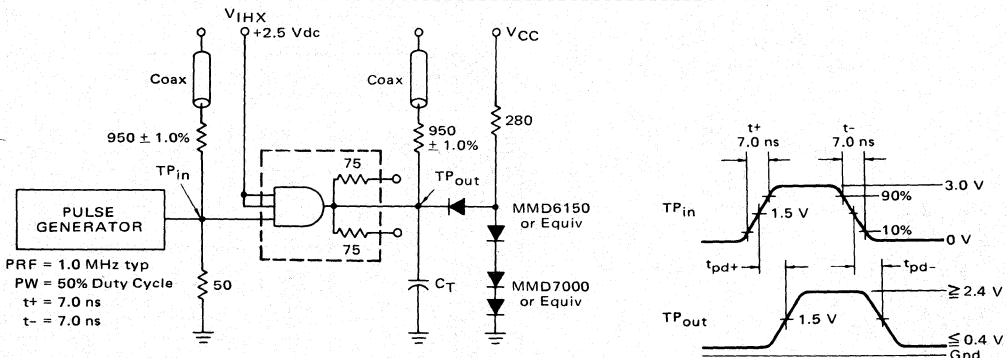 VIHX
+2.5 Vdc
Coax
950 ± 1.0%
TPin
PULSE
GENERATOR
PRF = 1.0 MHz typ
PW = 50% Duty Cycle
t+ = 7.0 ns
t– = 7.0 ns
50
75
75
Coax
950
± 1.0%
TPout
CT
VCC
280
MMD6150
or Equiv
MMD7000
or Equiv
t+
7.0 ns
t–
7.0 ns
TPin
1.5 V
3.0 V
90%
10%
0 V
tpd+
tpd–
TPout
1.5 V
≧ 2.4 V
≦ 0.4 V
Gnd